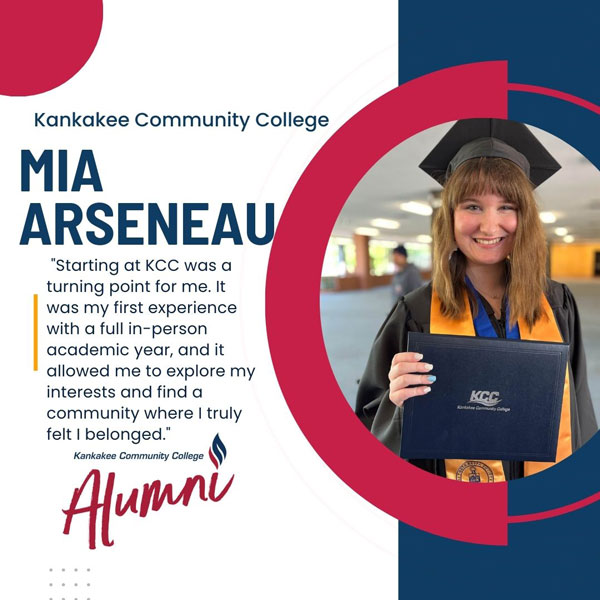 Kankakee Community College
MIA
ARSENEAU
"Starting at KCC was a
turning point for me. It
was my first experience
with a full in-person
academic year, and it
allowed me to explore my
interests and find a
community where I truly
felt I belonged."
Kankakee Community College
Alumni
KCC
Kankakee Community College